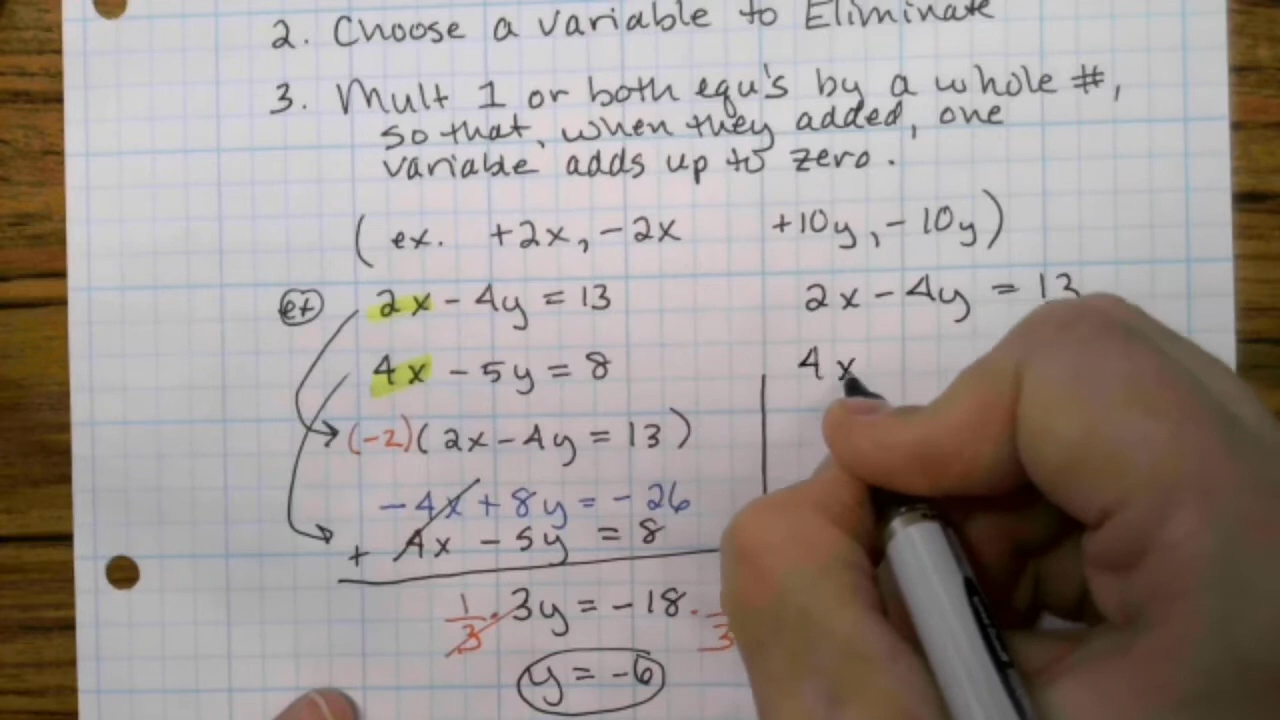 2. Choose a variable to Eliminate
3. Mult 1 or both equ's by a whole #,
so that, when they added, one
variable adds up to zero.
( ex. +2x, -2x +10y, -10y)
ex 2x - 4y = 13
4x - 5y = 8
(-2)( 2x - 4y = 13 )
-4x + 8y = -26
+ 4x - 5y = 8
1/3 · 3y = -18 · 1/3
y = -6
2x - 4y = 13
4x